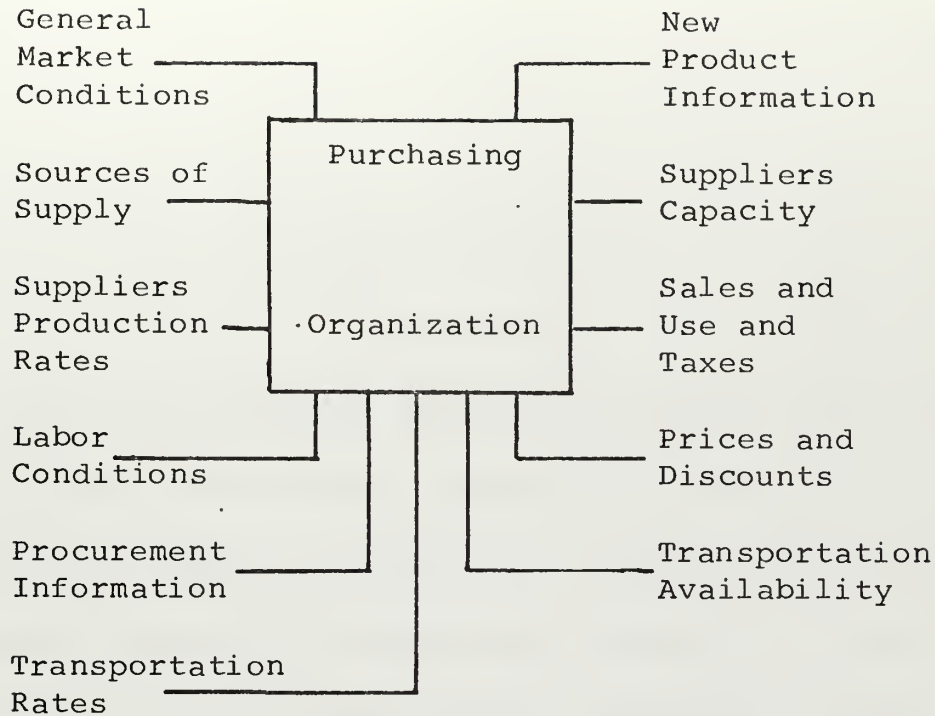 General
Market
Conditions
New
Product
Information
Purchasing
Organization
Sources of
Supply
Suppliers
Capacity
Suppliers
Production
Rates
Sales and
Use and
Taxes
Labor
Conditions
Prices and
Discounts
Procurement
Information
Transportation
Availability
Transportation
Rates